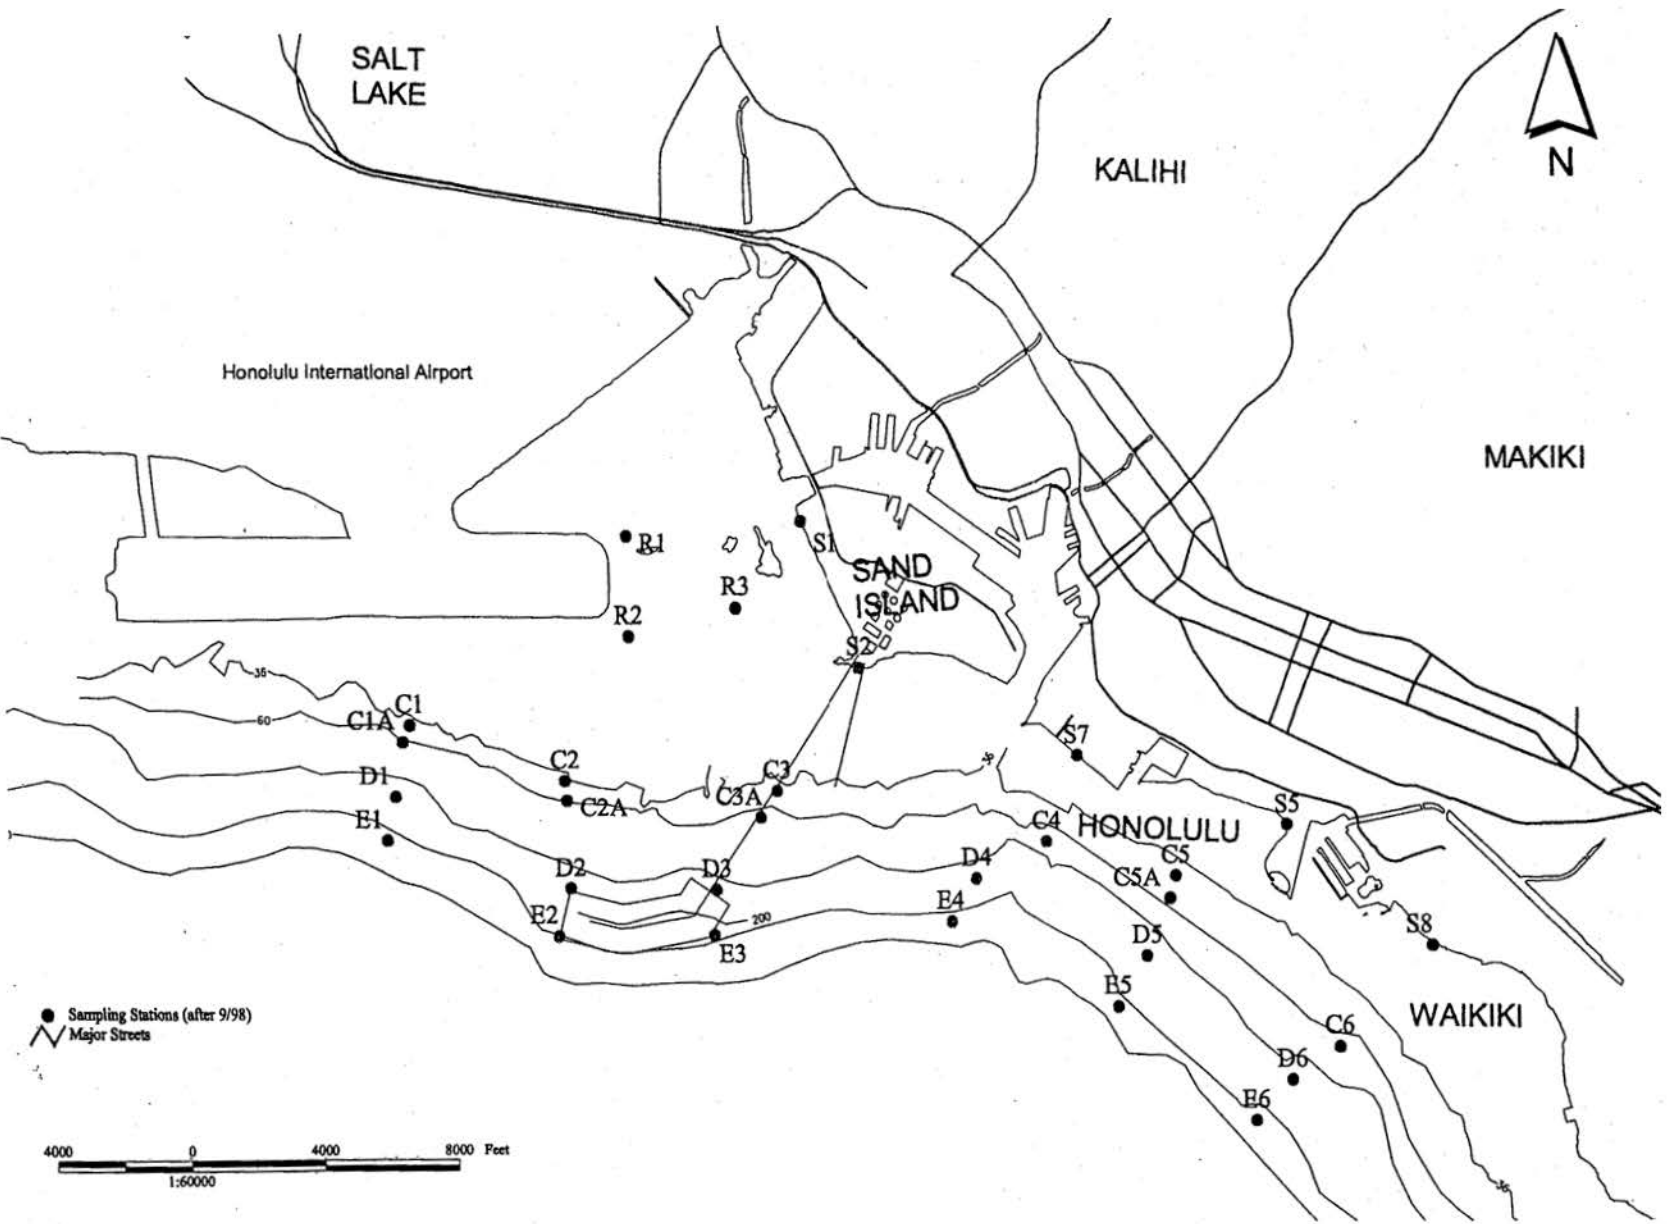 SALT
LAKE
KALIHI
N
Honolulu International Airport
MAKIKI
R1
S1
SAND
ISLAND
R3
R2
S2
36
60
C1
C1A
S7
36
C2
C3
D1
C2A
C3A
S5
E1
C4
HONOLULU
C5
D2
D3
D4
C5A
E2
200
E4
S8
E3
D5
E5
Sampling Stations (after 9/98)
WAIKIKI
C6
Major Streets
D6
E6
4000 0 4000 8000 Feet
1:60000
36